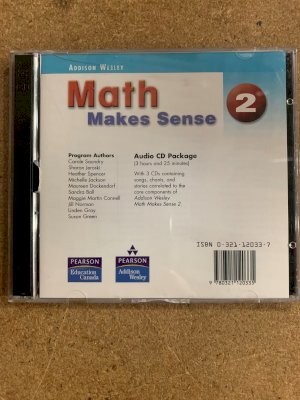 ADDISON WESLEY
Math
Makes Sense 2
Program Authors
Carole Saundry
Sharon Jeroski
Heather Spencer
Michelle Jackson
Maureen Dockendorf
Sandra Ball
Maggie Martin Connell
Jill Norman
Linden Gray
Susan Green
Audio CD Package
(3 hours and 25 minutes)
With 3 CDs containing
songs, chants, and
stories correlated to the
core components of
Addison Wesley
Math Makes Sense 2.
ISBN 0-321-12033-7
9 780321 120335
PEARSON
Education
Canada
PEARSON
Addison
Wesley